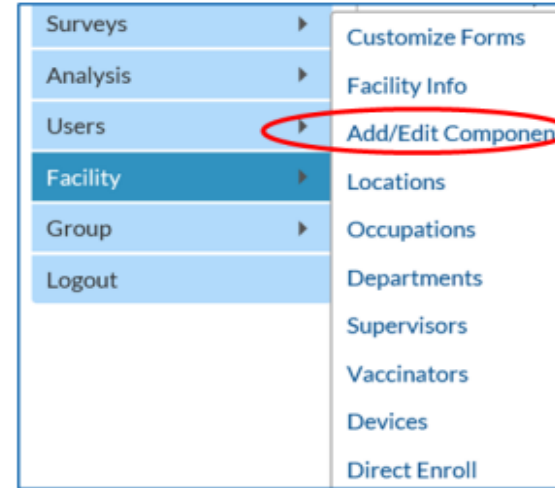 Surveys
Analysis
Users
Facility
Group
Logout
Customize Forms
Facility Info
Add/Edit Componen
Locations
Occupations
Departments
Supervisors
Vaccinators
Devices
Direct Enroll